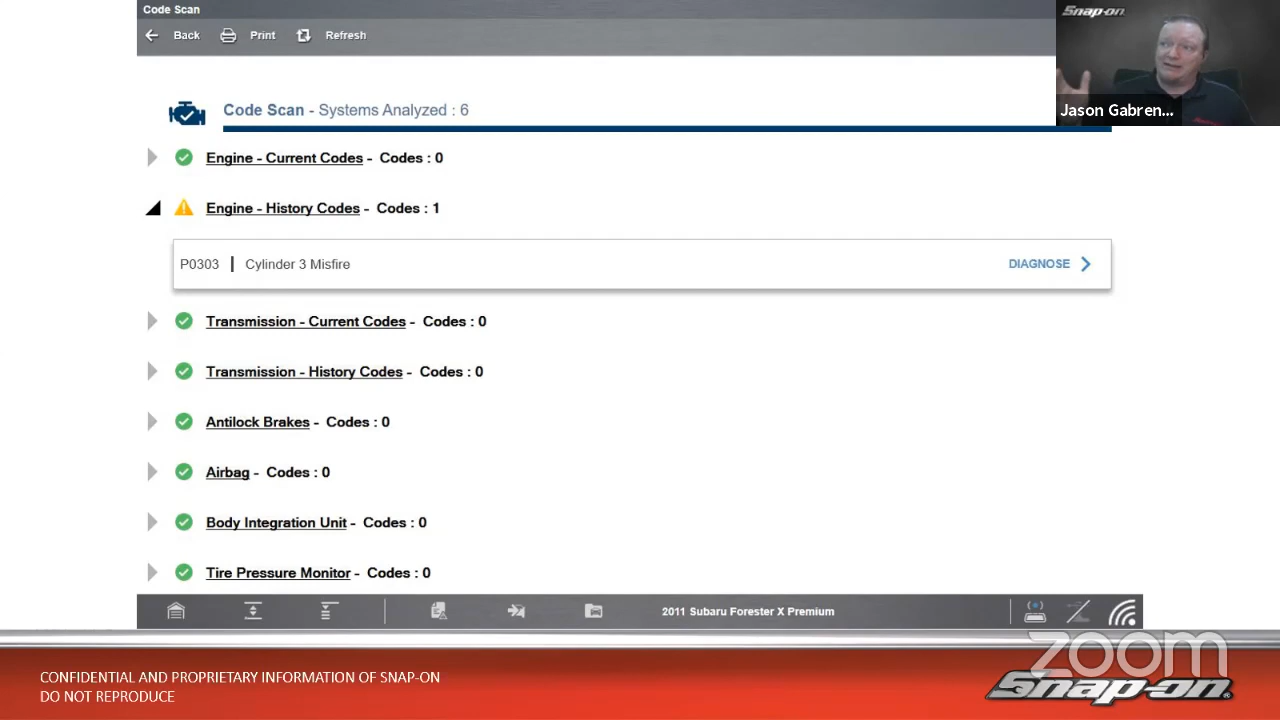 Code Scan
Back Print Refresh
Snap-on
Jason Gabren...
Code Scan - Systems Analyzed : 6
Engine - Current Codes - Codes : 0
Engine - History Codes - Codes : 1
P0303 | Cylinder 3 Misfire DIAGNOSE
Transmission - Current Codes - Codes : 0
Transmission - History Codes - Codes : 0
Antilock Brakes - Codes : 0
Airbag - Codes : 0
Body Integration Unit - Codes : 0
Tire Pressure Monitor - Codes : 0
2011 Subaru Forester X Premium
zoom
CONFIDENTIAL AND PROPRIETARY INFORMATION OF SNAP-ON
DO NOT REPRODUCE
Snap-on